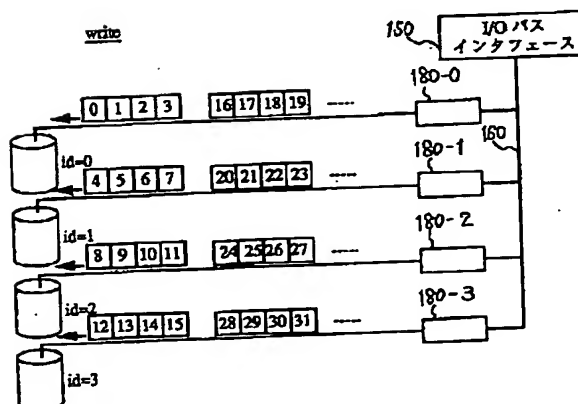 write
150
I/O バス
インタフェース
0 1 2 3 16 17 18 19 -----
180-0
160
id=0
4 5 6 7 20 21 22 23 -----
180-1
id=1
8 9 10 11 24 25 26 27 -----
180-2
id=2
12 13 14 15 28 29 30 31 -----
180-3
id=3